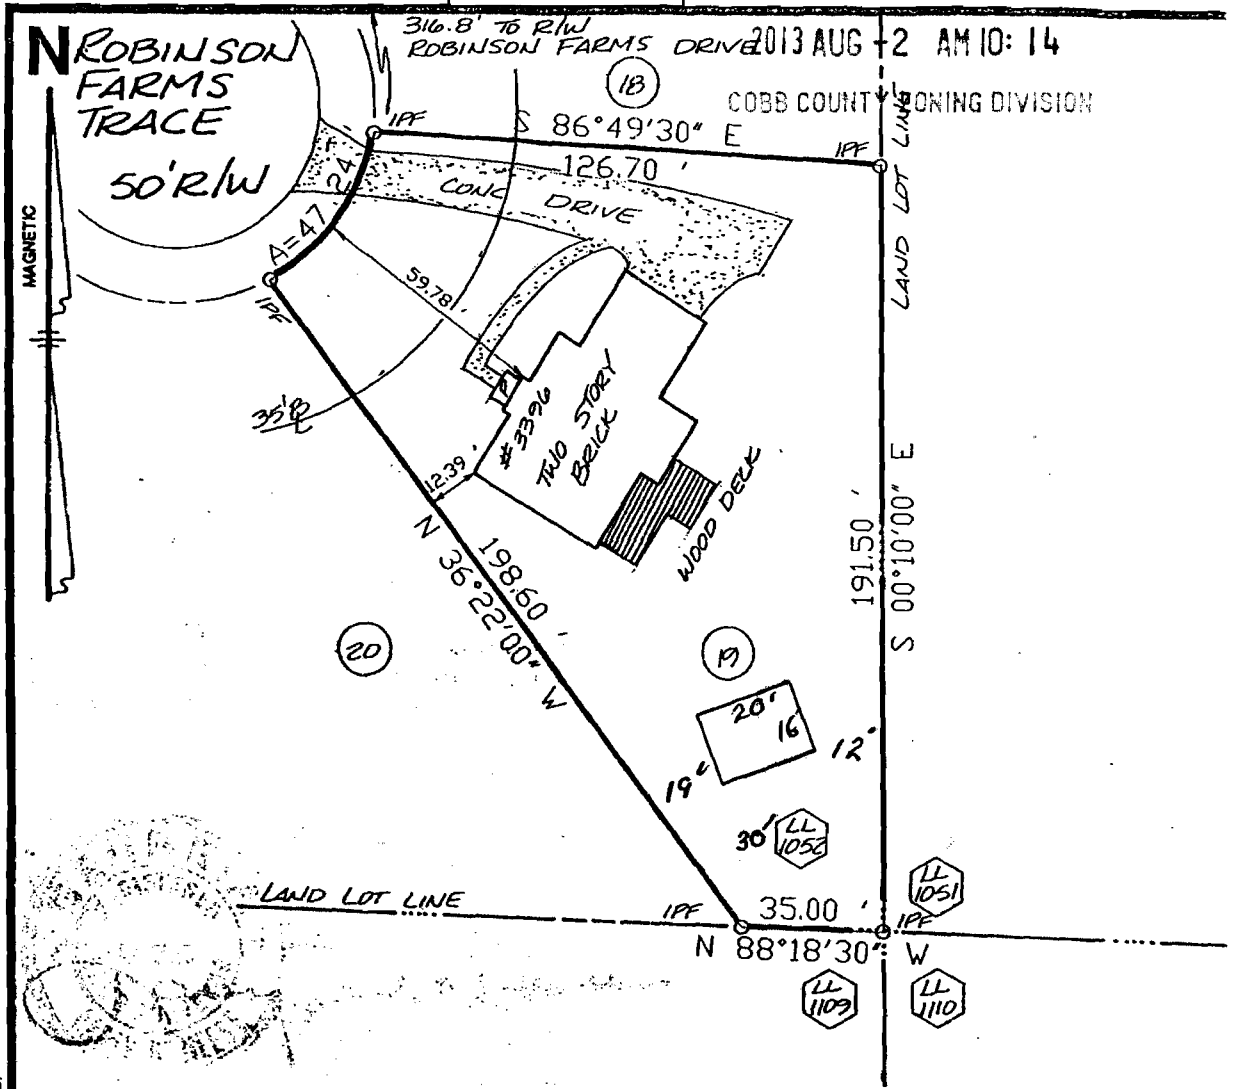 N
ROBINSON
FARMS
TRACE
50' R/W
MAGNETIC
316.8' TO R/W
ROBINSON FARMS DRIVE
2013 AUG -2 AM 10: 14
COBB COUNTY ZONING DIVISION
18
IPF
S 86°49'30" E
126.70 '
IPF
LAND LOT LINE
CONC DRIVE
A=47.24'
IPF
59.78 '
35' B
L
P
# 3396
TWO STORY
BRICK
12.39 '
WOOD DECK
N 36°22'00" W
198.60 '
191.50 '
S 00°10'00" E
20
19
20'
16
12'
19'
30'
LL
1052
LL
1051
LAND LOT LINE
IPF
35.00 '
IPF
N 88°18'30" W
LL
1109
LL
1110